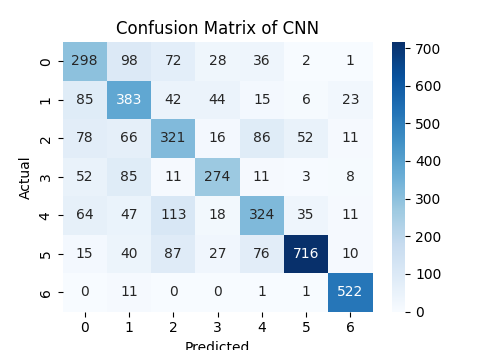 Confusion Matrix of CNN
0 298 98 72 28 36 2 1
1 85 383 42 44 15 6 23
2 78 66 321 16 86 52 11
3 52 85 11 274 11 3 8
4 64 47 113 18 324 35 11
5 15 40 87 27 76 716 10
6 0 11 0 0 1 1 522
0 1 2 3 4 5 6
Actual
Predicted
700
600
500
400
300
200
100
0